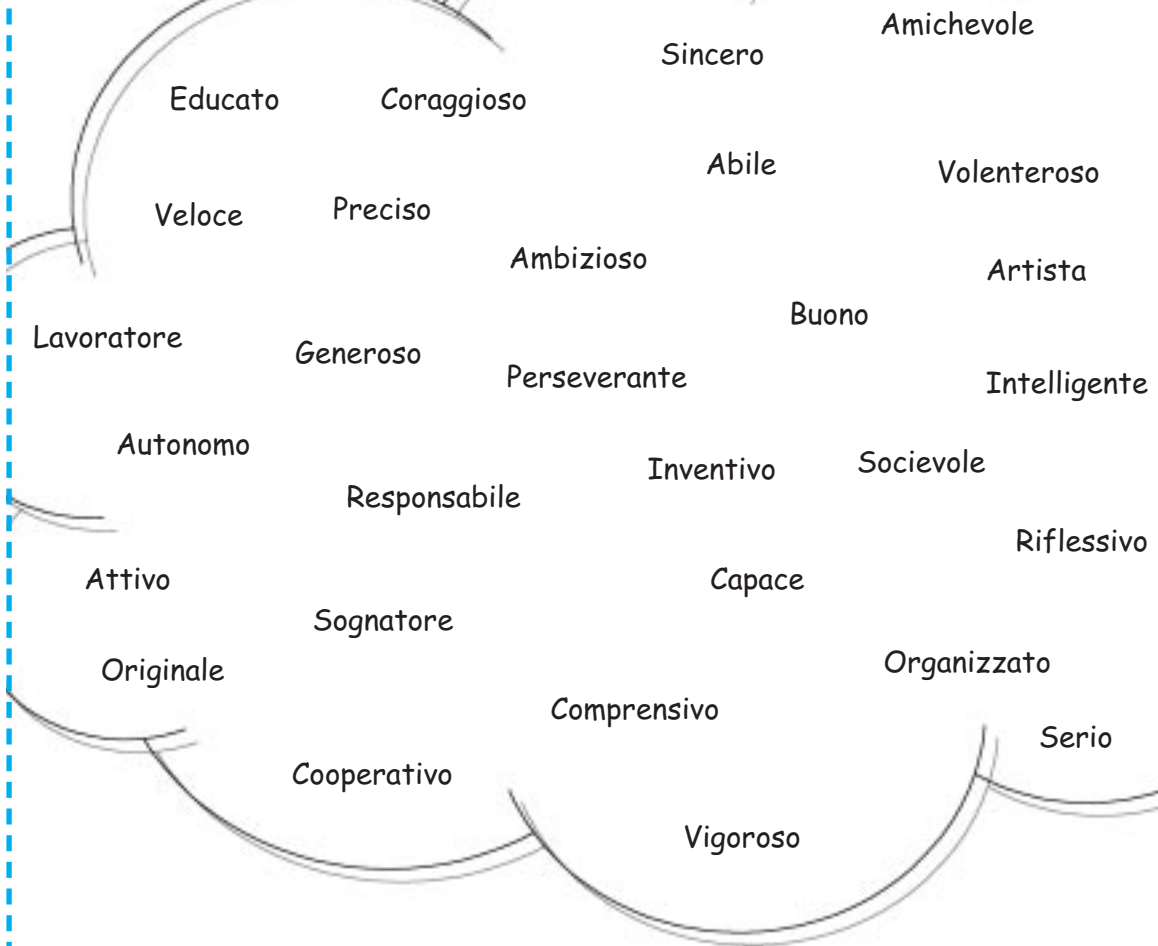 Amichevole
Sincero
Educato
Coraggioso
Abile
Volenteroso
Veloce
Preciso
Ambizioso
Artista
Buono
Lavoratore
Generoso
Perseverante
Intelligente
Autonomo
Inventivo
Socievole
Responsabile
Riflessivo
Attivo
Capace
Sognatore
Originale
Organizzato
Comprensivo
Serio
Cooperativo
Vigoroso